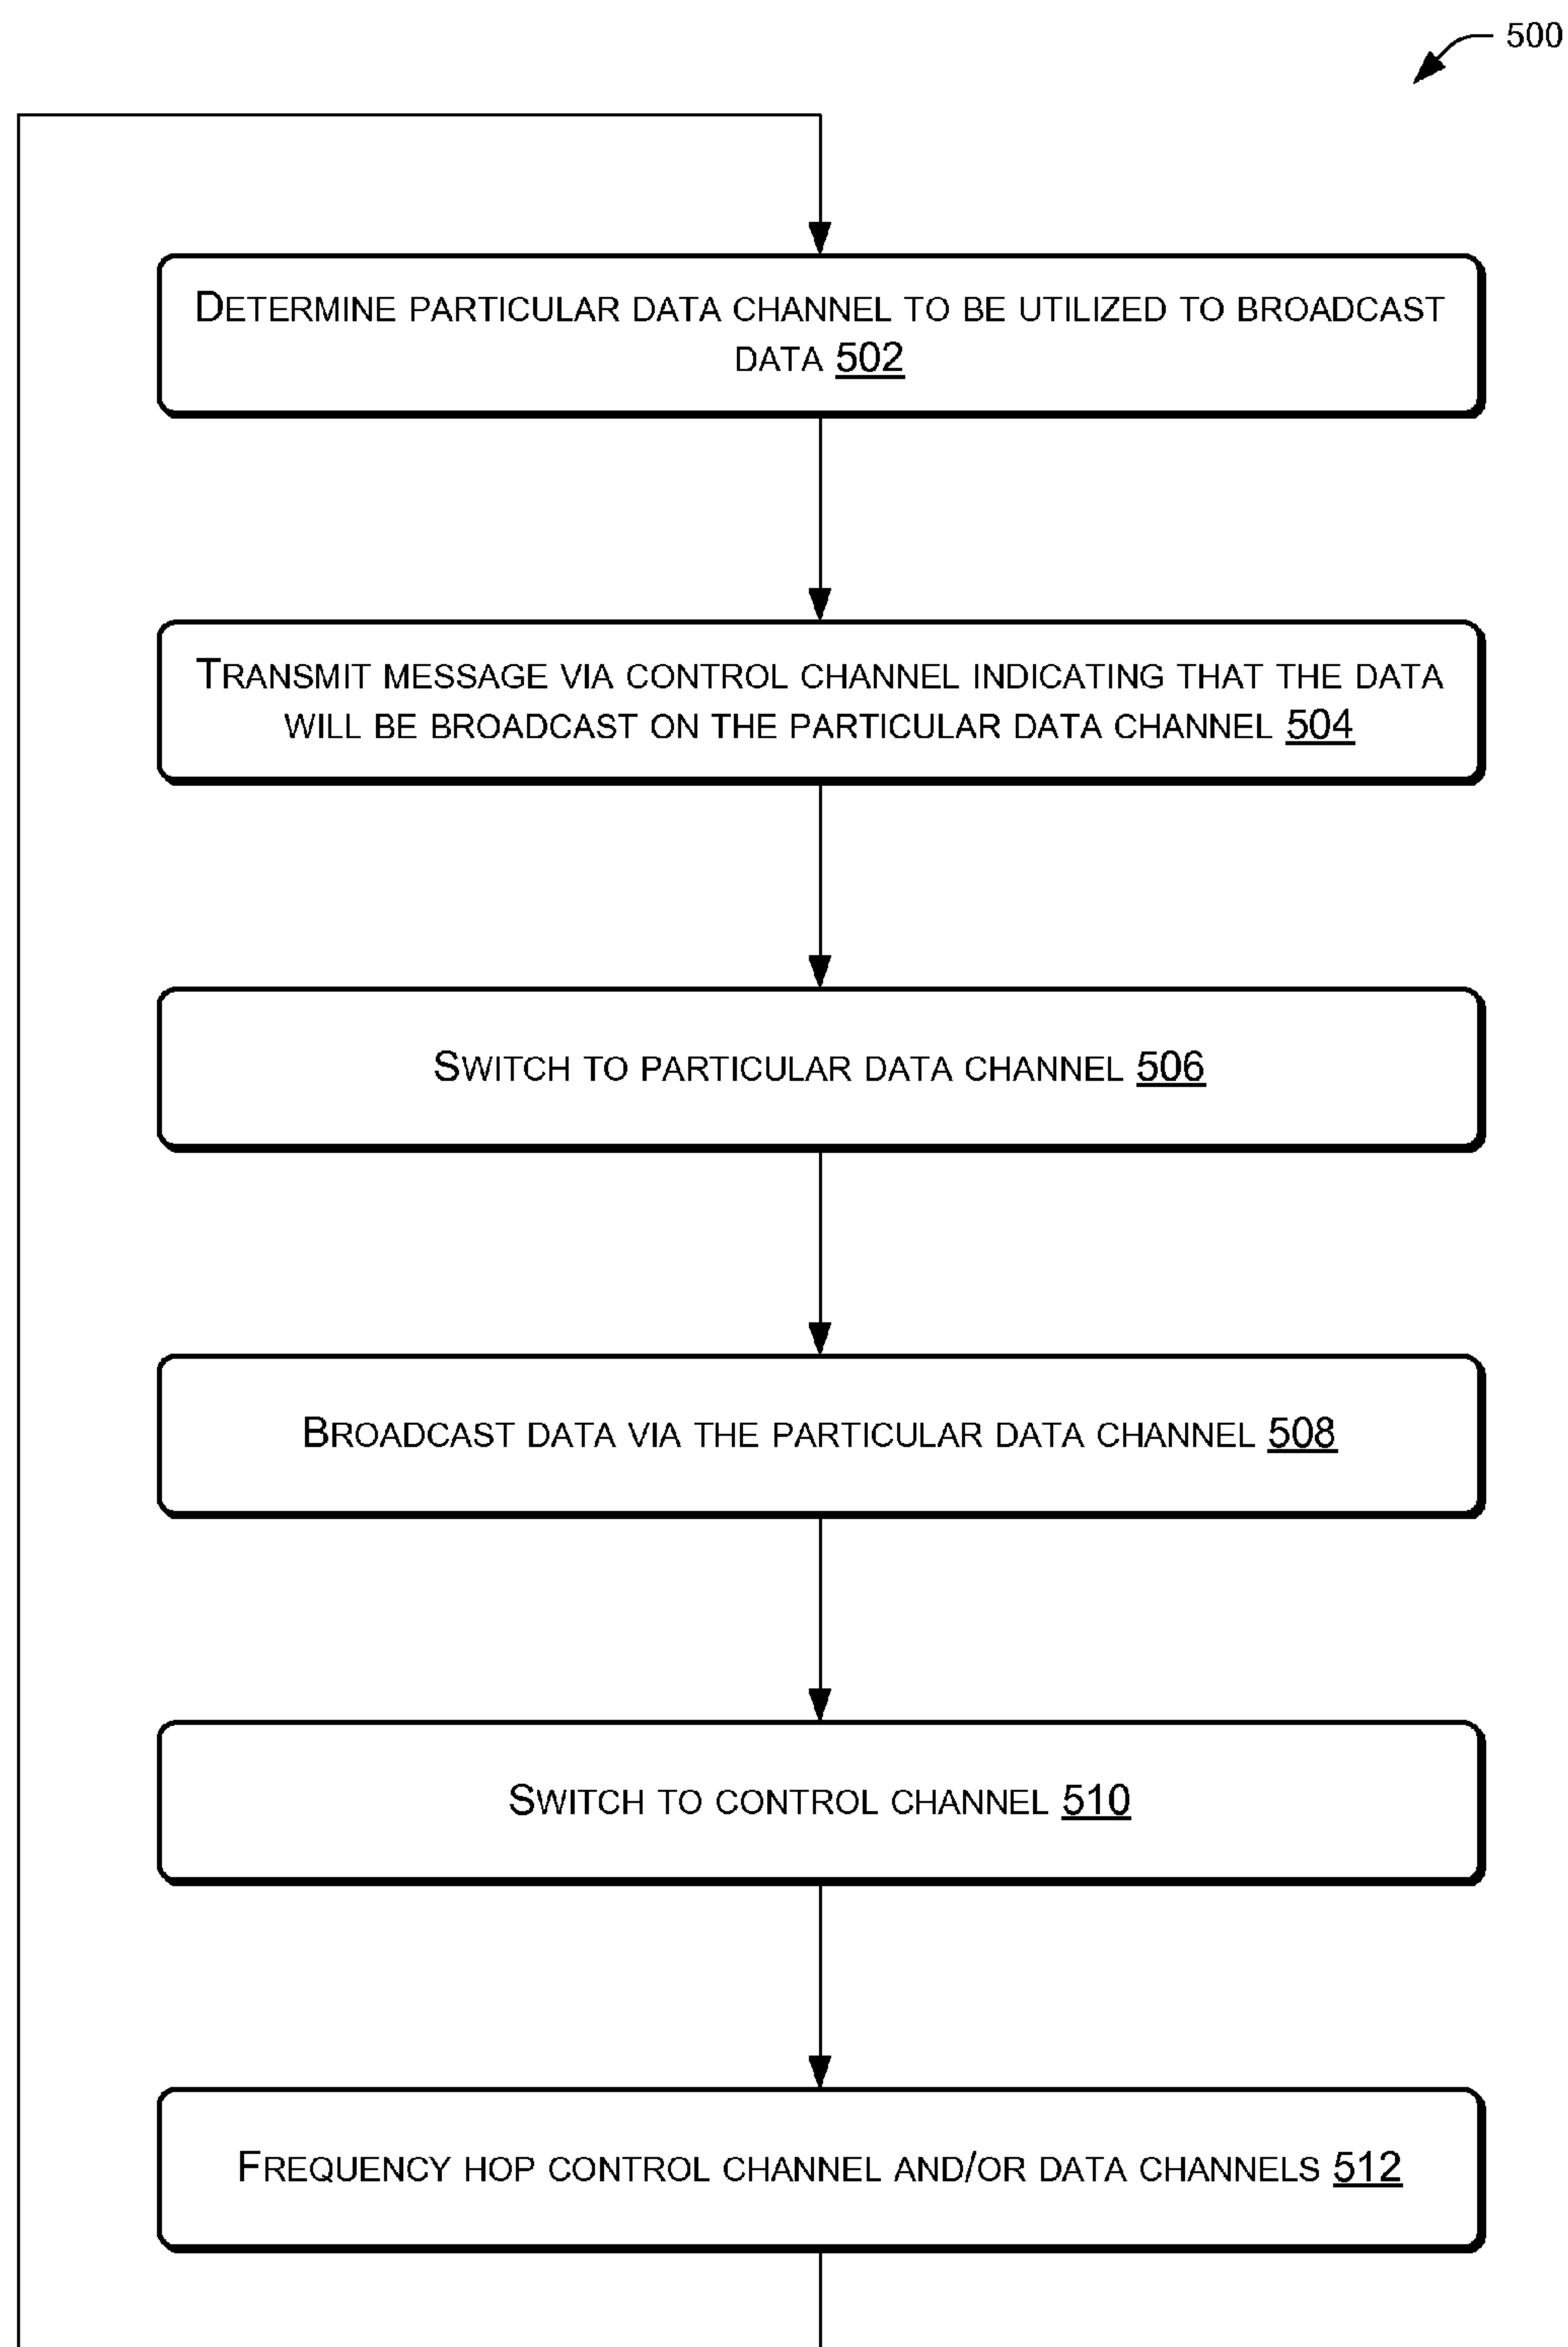 500
DETERMINE PARTICULAR DATA CHANNEL TO BE UTILIZED TO BROADCAST
DATA 502
TRANSMIT MESSAGE VIA CONTROL CHANNEL INDICATING THAT THE DATA
WILL BE BROADCAST ON THE PARTICULAR DATA CHANNEL 504
SWITCH TO PARTICULAR DATA CHANNEL 506
BROADCAST DATA VIA THE PARTICULAR DATA CHANNEL 508
SWITCH TO CONTROL CHANNEL 510
FREQUENCY HOP CONTROL CHANNEL AND/OR DATA CHANNELS 512